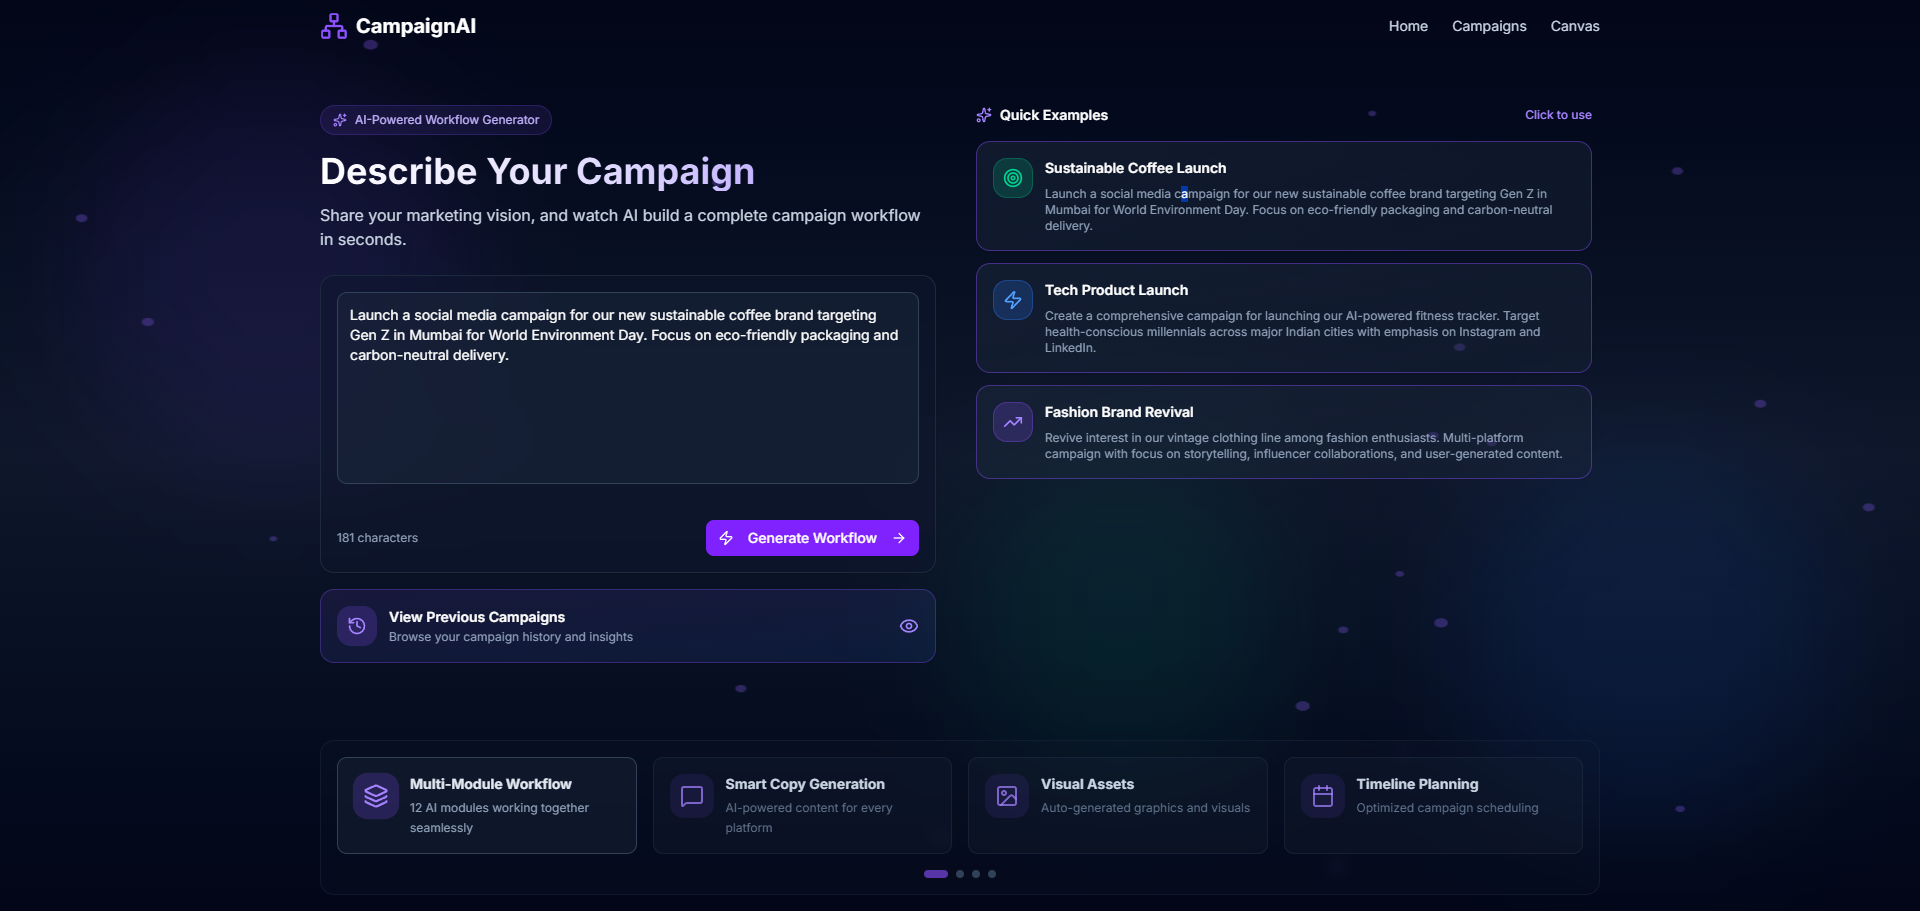 CampaignAI
Home
Campaigns
Canvas
AI-Powered Workflow Generator
Describe Your Campaign
Share your marketing vision, and watch AI build a complete campaign workflow
in seconds.
Launch a social media campaign for our new sustainable coffee brand targeting
Gen Z in Mumbai for World Environment Day. Focus on eco-friendly packaging and
carbon-neutral delivery.
181 characters
Generate Workflow
View Previous Campaigns
Browse your campaign history and insights
Quick Examples
Click to use
Sustainable Coffee Launch
Launch a social media campaign for our new sustainable coffee brand targeting Gen Z in
Mumbai for World Environment Day. Focus on eco-friendly packaging and carbon-neutral
delivery.
Tech Product Launch
Create a comprehensive campaign for launching our AI-powered fitness tracker. Target
health-conscious millennials across major Indian cities with emphasis on Instagram and
LinkedIn.
Fashion Brand Revival
Revive interest in our vintage clothing line among fashion enthusiasts. Multi-platform
campaign with focus on storytelling, influencer collaborations, and user-generated content.
Multi-Module Workflow
12 AI modules working together
seamlessly
Smart Copy Generation
AI-powered content for every
platform
Visual Assets
Auto-generated graphics and visuals
Timeline Planning
Optimized campaign scheduling